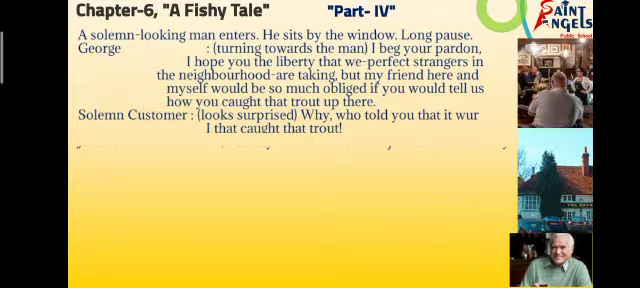 Chapter-6, "A Fishy Tale" "Part- IV"
SAINT ANGELS
Public School
A solemn-looking man enters. He sits by the window. Long pause.
George : (turning towards the man) I beg your pardon,
I hope you the liberty that we-perfect strangers in
the neighbourhood-are taking, but my friend here and
myself would be so much obliged if you would tell us
how you caught that trout up there.
Solemn Customer : (looks surprised) Why, who told you that it wur
I that caught that trout!